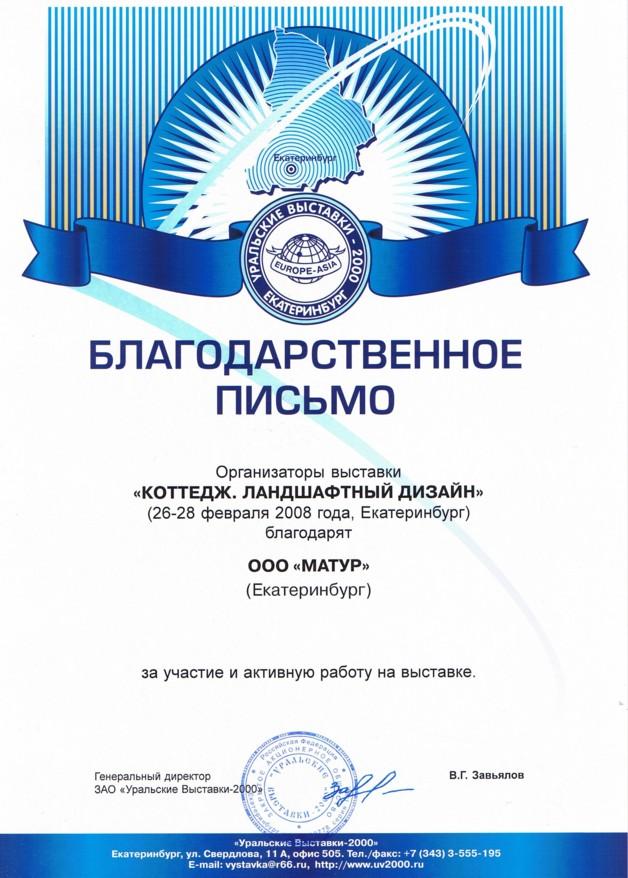 Екатеринбург
УРАЛЬСКИЕ ВЫСТАВКИ - 2000
EUROPE-ASIA
ЕКАТЕРИНБУРГ
БЛАГОДАРСТВЕННОЕ
ПИСЬМО
Организаторы выставки
«КОТТЕДЖ. ЛАНДШАФТНЫЙ ДИЗАЙН»
(26-28 февраля 2008 года, Екатеринбург)
благодарят
ООО «МАТУР»
(Екатеринбург)
за участие и активную работу на выставке.
Российская Федерация
ЗАКРЫТОЕ АКЦИОНЕРНОЕ ОБЩЕСТВО
"УРАЛЬСКИЕ
ВЫСТАВКИ-2000"
Генеральный директор
ЗАО «Уральские Выставки-2000»
В.Г. Завьялов
«Уральские Выставки-2000»
Екатеринбург, ул. Свердлова, 11 А, офис 505. Тел./факс: +7 (343) 3-555-195
E-mail: vystavka@r66.ru, http://www.uv2000.ru